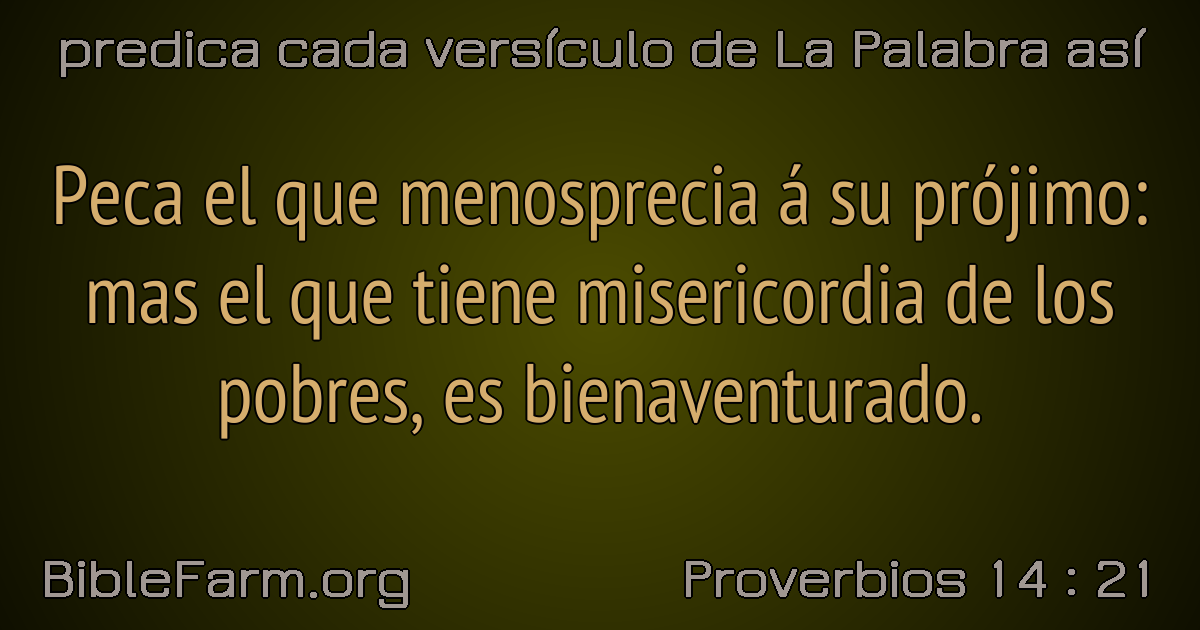 predica cada versículo de La Palabra así
Peca el que menosprecia á su prójimo:
mas el que tiene misericordia de los
pobres, es bienaventurado.
BibleFarm.org
Proverbios 14 : 21